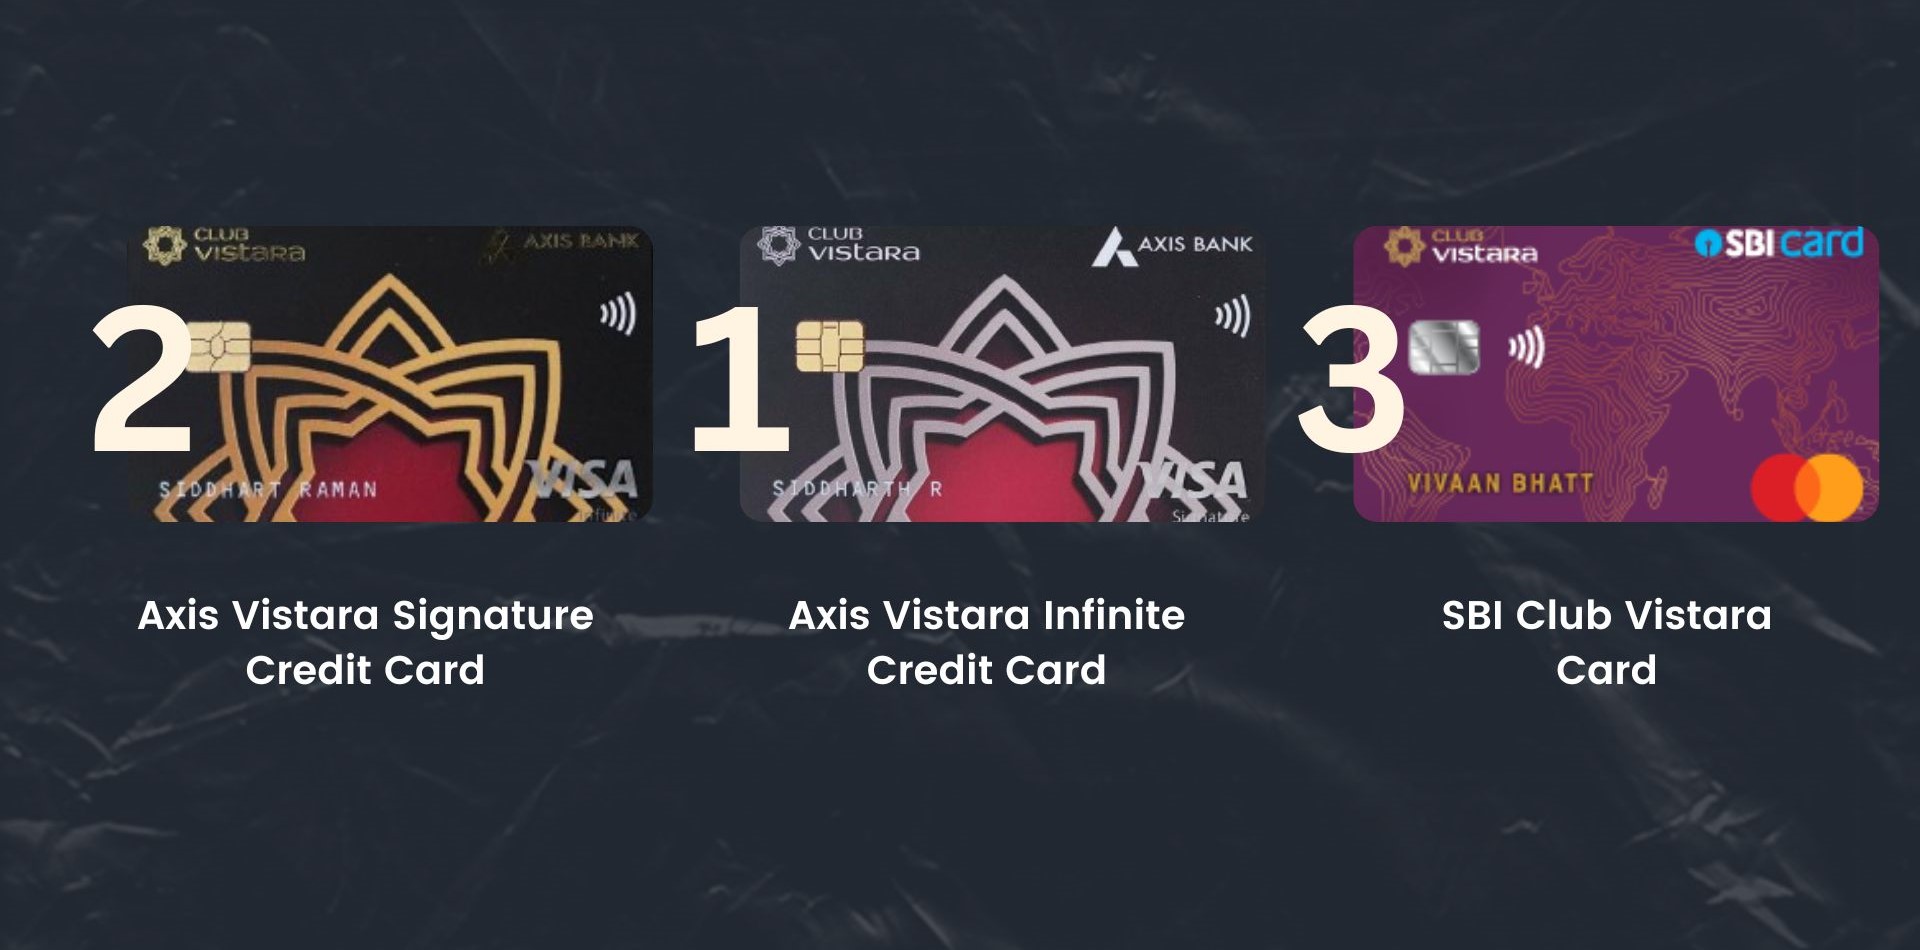 CLUB
vistara
AXIS BANK
2
SIDDHART RAMAN
VISA
Infinite
Axis Vistara Signature
Credit Card
CLUB
vistara
AXIS BANK
1
SIDDHARTH R
VISA
Signature
Axis Vistara Infinite
Credit Card
CLUB
vistara
SBI card
3
VIVAAN BHATT
SBI Club Vistara
Card